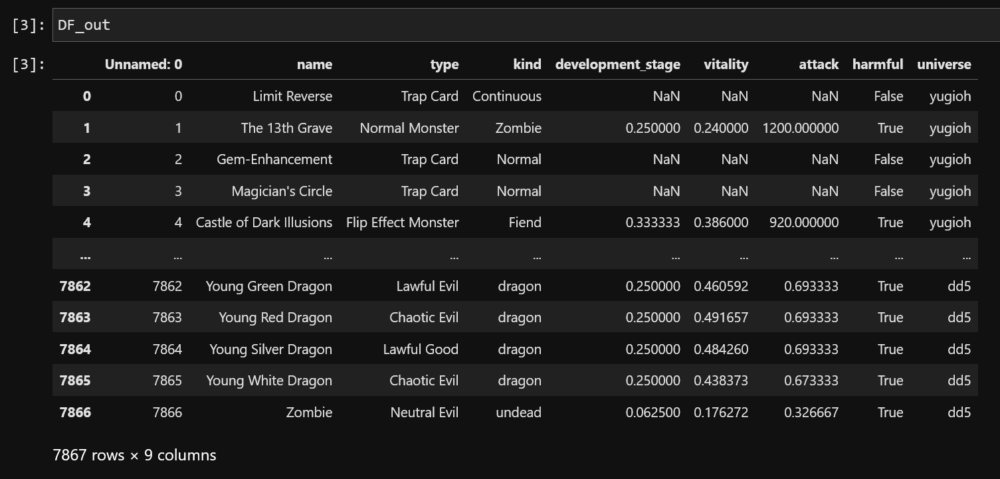 [3]: DF_out
[3]: Unnamed: 0 name type kind development_stage vitality attack harmful universe
0 0 Limit Reverse Trap Card Continuous NaN NaN NaN False yugioh
1 1 The 13th Grave Normal Monster Zombie 0.250000 0.240000 1200.000000 True yugioh
2 2 Gem-Enhancement Trap Card Normal NaN NaN NaN False yugioh
3 3 Magician's Circle Trap Card Normal NaN NaN NaN False yugioh
4 4 Castle of Dark Illusions Flip Effect Monster Fiend 0.333333 0.386000 920.000000 True yugioh
... ... ... ... ... ... ... ... ... ...
7862 7862 Young Green Dragon Lawful Evil dragon 0.250000 0.460592 0.693333 True dd5
7863 7863 Young Red Dragon Chaotic Evil dragon 0.250000 0.491657 0.693333 True dd5
7864 7864 Young Silver Dragon Lawful Good dragon 0.250000 0.484260 0.693333 True dd5
7865 7865 Young White Dragon Chaotic Evil dragon 0.250000 0.438373 0.673333 True dd5
7866 7866 Zombie Neutral Evil undead 0.062500 0.176272 0.326667 True dd5
7867 rows × 9 columns